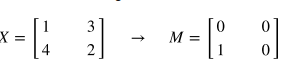 X = [1 3 4 2] → M = [0 0 1 0]